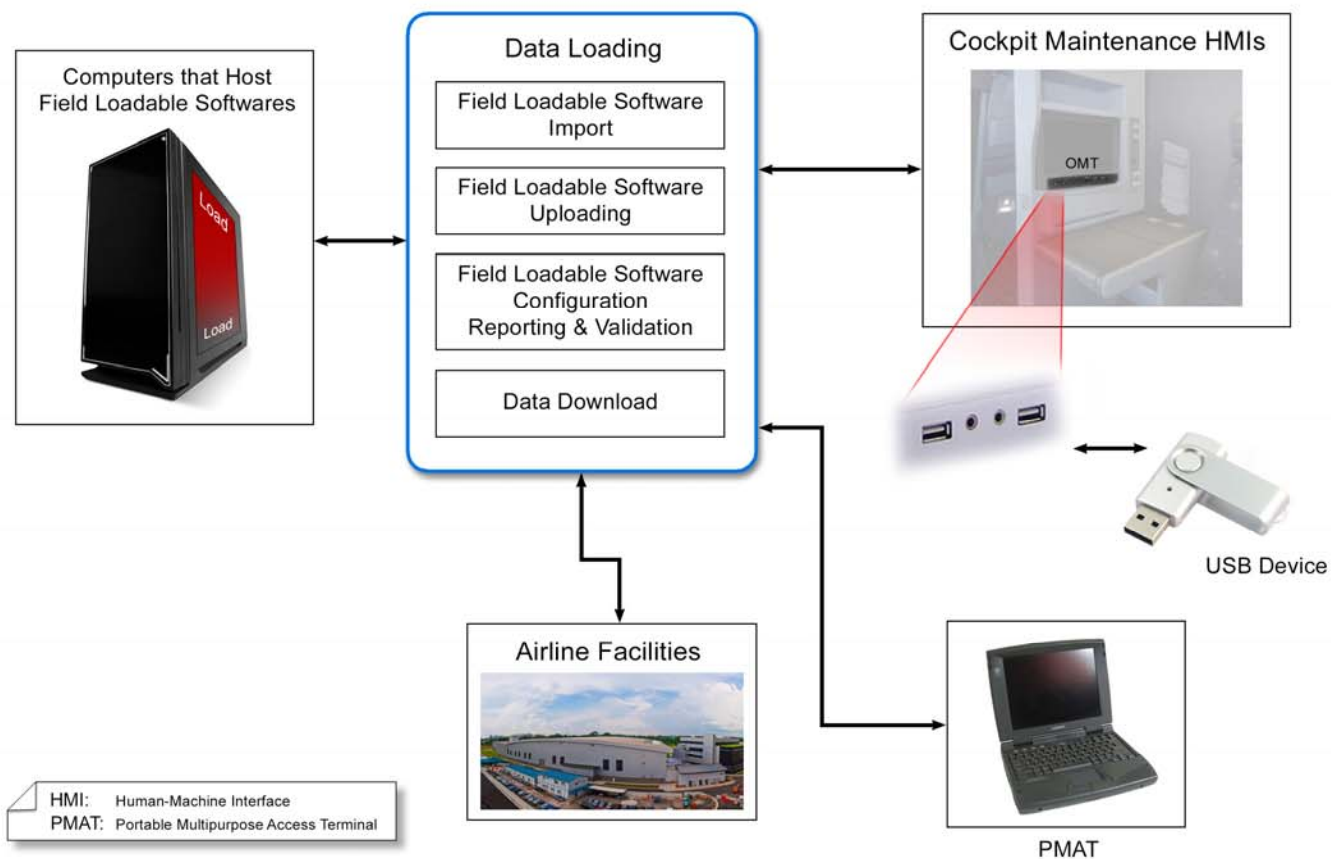 Computers that Host
Field Loadable Softwares
Load
Load
Data Loading
Field Loadable Software
Import
Field Loadable Software
Uploading
Field Loadable Software
Configuration
Reporting & Validation
Data Download
Cockpit Maintenance HMIs
OMT
USB Device
Airline Facilities
PMAT
HMI: Human-Machine Interface
PMAT: Portable Multipurpose Access Terminal